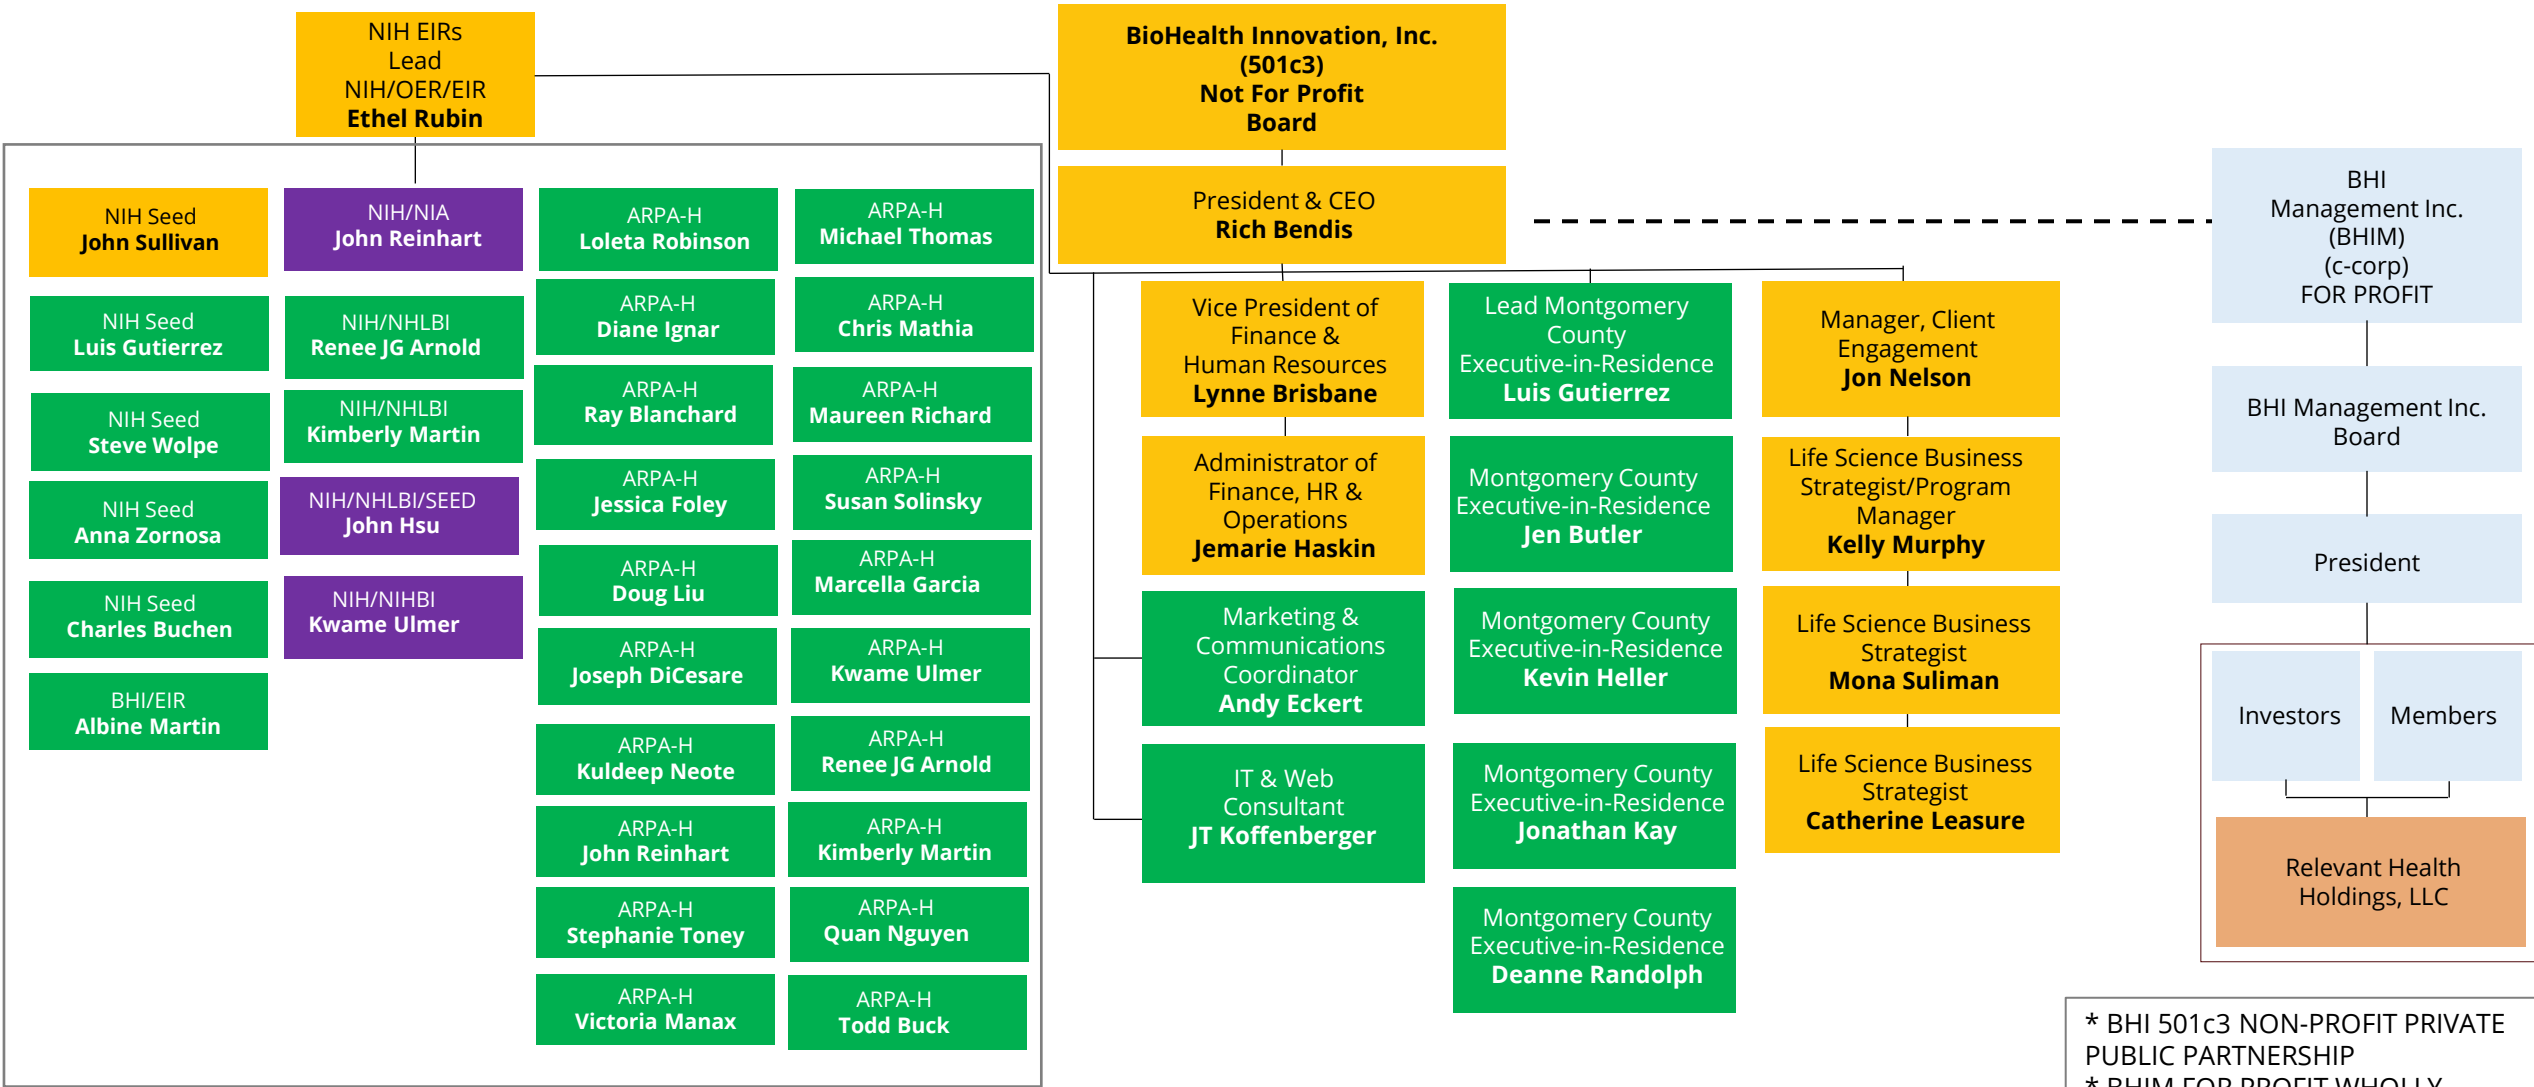 NIH EIRs
Lead
NIH/OER/EIR
Ethel Rubin
BioHealth Innovation, Inc.
(501c3)
Not For Profit
Board
President & CEO
Rich Bendis
NIH Seed
John Sullivan
NIH Seed
Luis Gutierrez
NIH Seed
Steve Wolpe
NIH Seed
Anna Zornosa
NIH Seed
Charles Buchen
BHI/EIR
Albine Martin
NIH/NIA
John Reinhart
NIH/NHLBI
Renee JG Arnold
NIH/NHLBI
Kimberly Martin
NIH/NHLBI/SEED
John Hsu
NIH/NIHBI
Kwame Ulmer
ARPA-H
Loleta Robinson
ARPA-H
Diane Ignar
ARPA-H
Ray Blanchard
ARPA-H
Jessica Foley
ARPA-H
Doug Liu
ARPA-H
Joseph DiCesare
ARPA-H
Kuldeep Neote
ARPA-H
John Reinhart
ARPA-H
Stephanie Toney
ARPA-H
Victoria Manax
ARPA-H
Michael Thomas
ARPA-H
Chris Mathia
ARPA-H
Maureen Richard
ARPA-H
Susan Solinsky
ARPA-H
Marcella Garcia
ARPA-H
Kwame Ulmer
ARPA-H
Renee JG Arnold
ARPA-H
Kimberly Martin
ARPA-H
Quan Nguyen
ARPA-H
Todd Buck
Vice President of
Finance &
Human Resources
Lynne Brisbane
Administrator of
Finance, HR &
Operations
Jemarie Haskin
Marketing &
Communications
Coordinator
Andy Eckert
IT & Web
Consultant
JT Koffenberger
Lead Montgomery
County
Executive-in-Residence
Luis Gutierrez
Montgomery County
Executive-in-Residence
Jen Butler
Montgomery County
Executive-in-Residence
Kevin Heller
Montgomery County
Executive-in-Residence
Jonathan Kay
Montgomery County
Executive-in-Residence
Deanne Randolph
Manager, Client
Engagement
Jon Nelson
Life Science Business
Strategist/Program
Manager
Kelly Murphy
Life Science Business
Strategist
Mona Suliman
Life Science Business
Strategist
Catherine Leasure
BHI
Management Inc.
(BHIM)
(c-corp)
FOR PROFIT
BHI Management Inc.
Board
President
Investors
Members
Relevant Health
Holdings, LLC
* BHI 501c3 NON-PROFIT PRIVATE
PUBLIC PARTNERSHIP
* BHIM FOR PROFIT WHOLLY